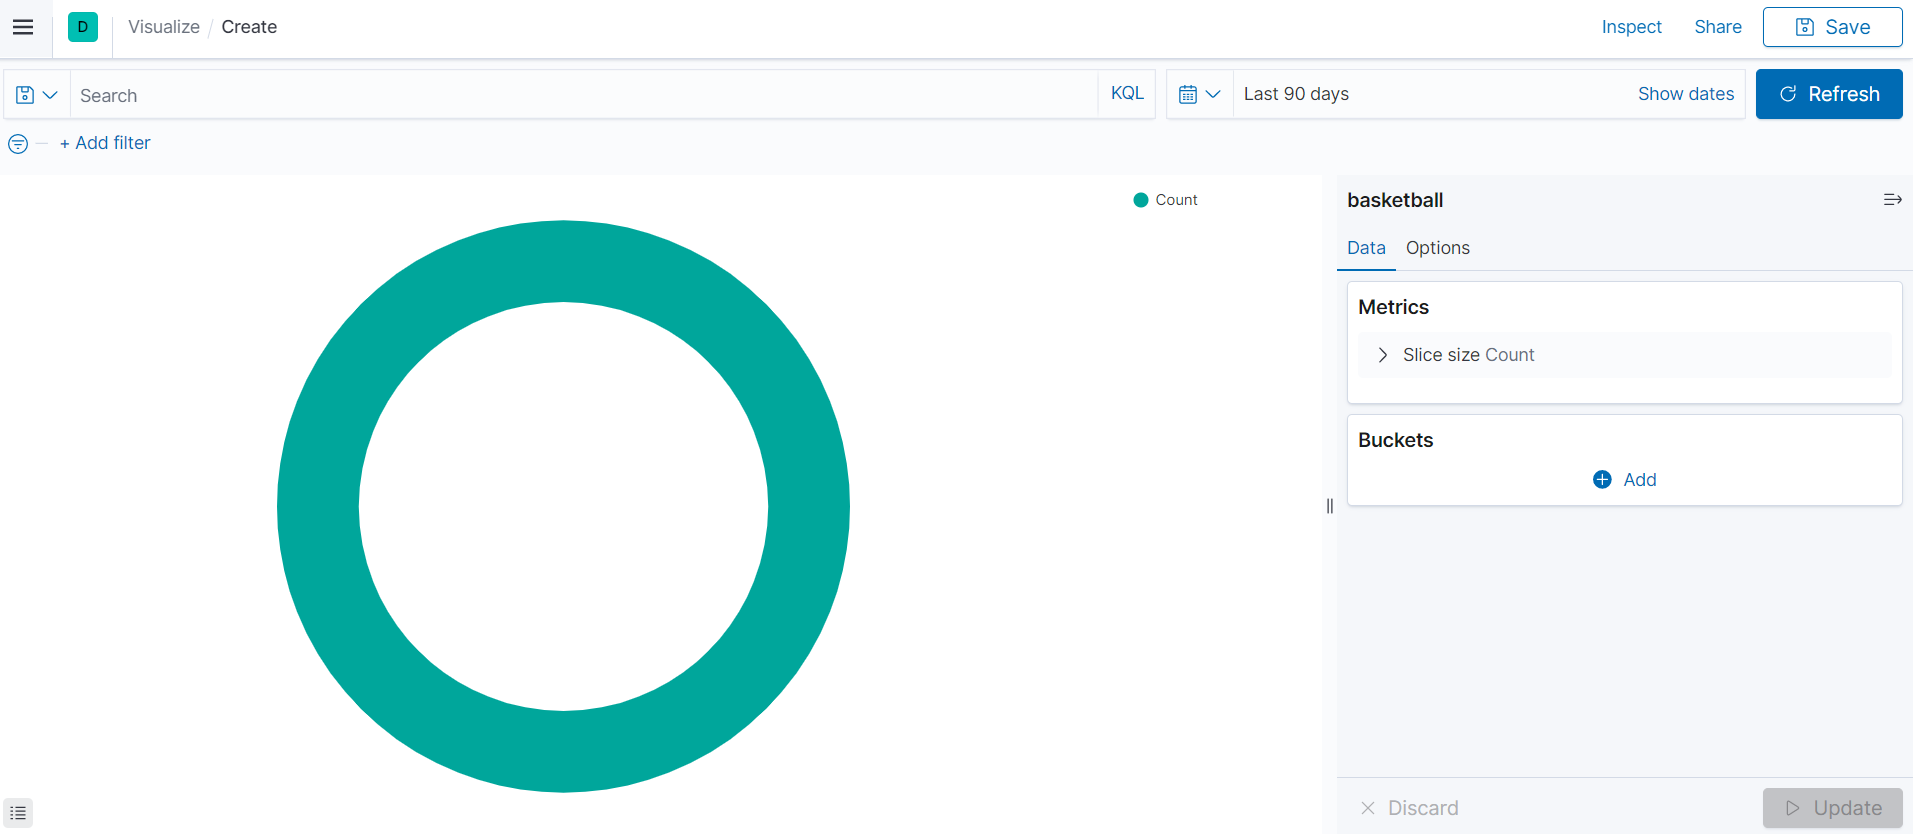 D Visualize / Create Inspect Share Save
Search KQL Last 90 days Show dates Refresh
+ Add filter
Count
basketball
Data Options
Metrics
Slice size Count
Buckets
Add
Discard Update